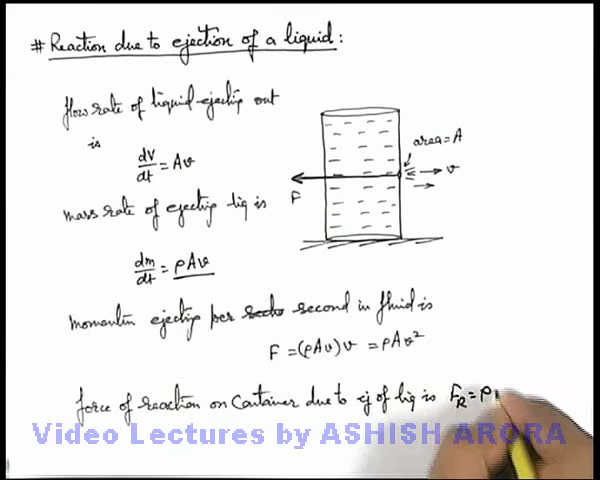 # Reaction due to ejection of a liquid:
flow rate of liquid ejecting out
is
dV/dt = Av
area = A
v
F
mass rate of ejecting liq is
dm/dt = ρAv
Momentum ejecting per second in fluid is
F = (ρAv)v = ρAv²
force of reaction on Container due to ej of liq is F_R = ρ
Video Lectures by ASHISH ARORA